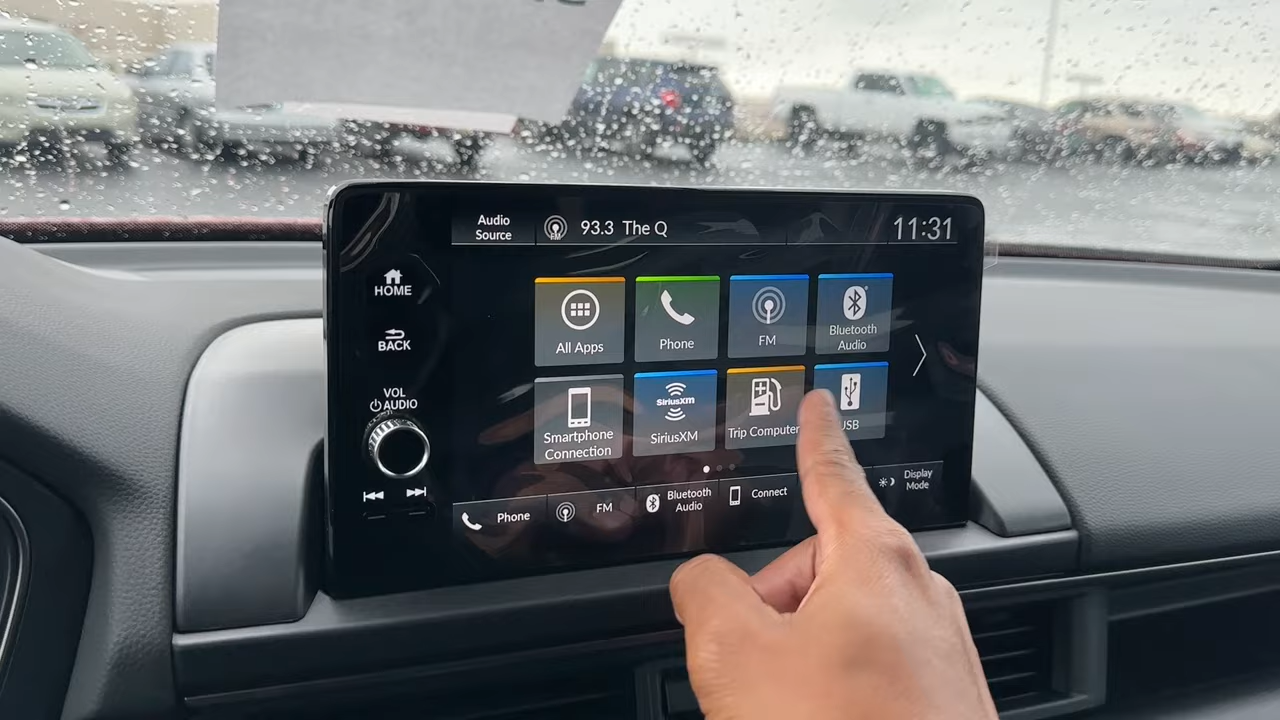 Audio
Source
FM
93.3 The Q
11:31
HOME
BACK
VOL
AUDIO
All Apps
Phone
FM
Bluetooth
Audio
Smartphone
Connection
SiriusXM
SiriusXM
Trip Computer
USB
Phone
FM
Bluetooth
Audio
Connect
Display
Mode